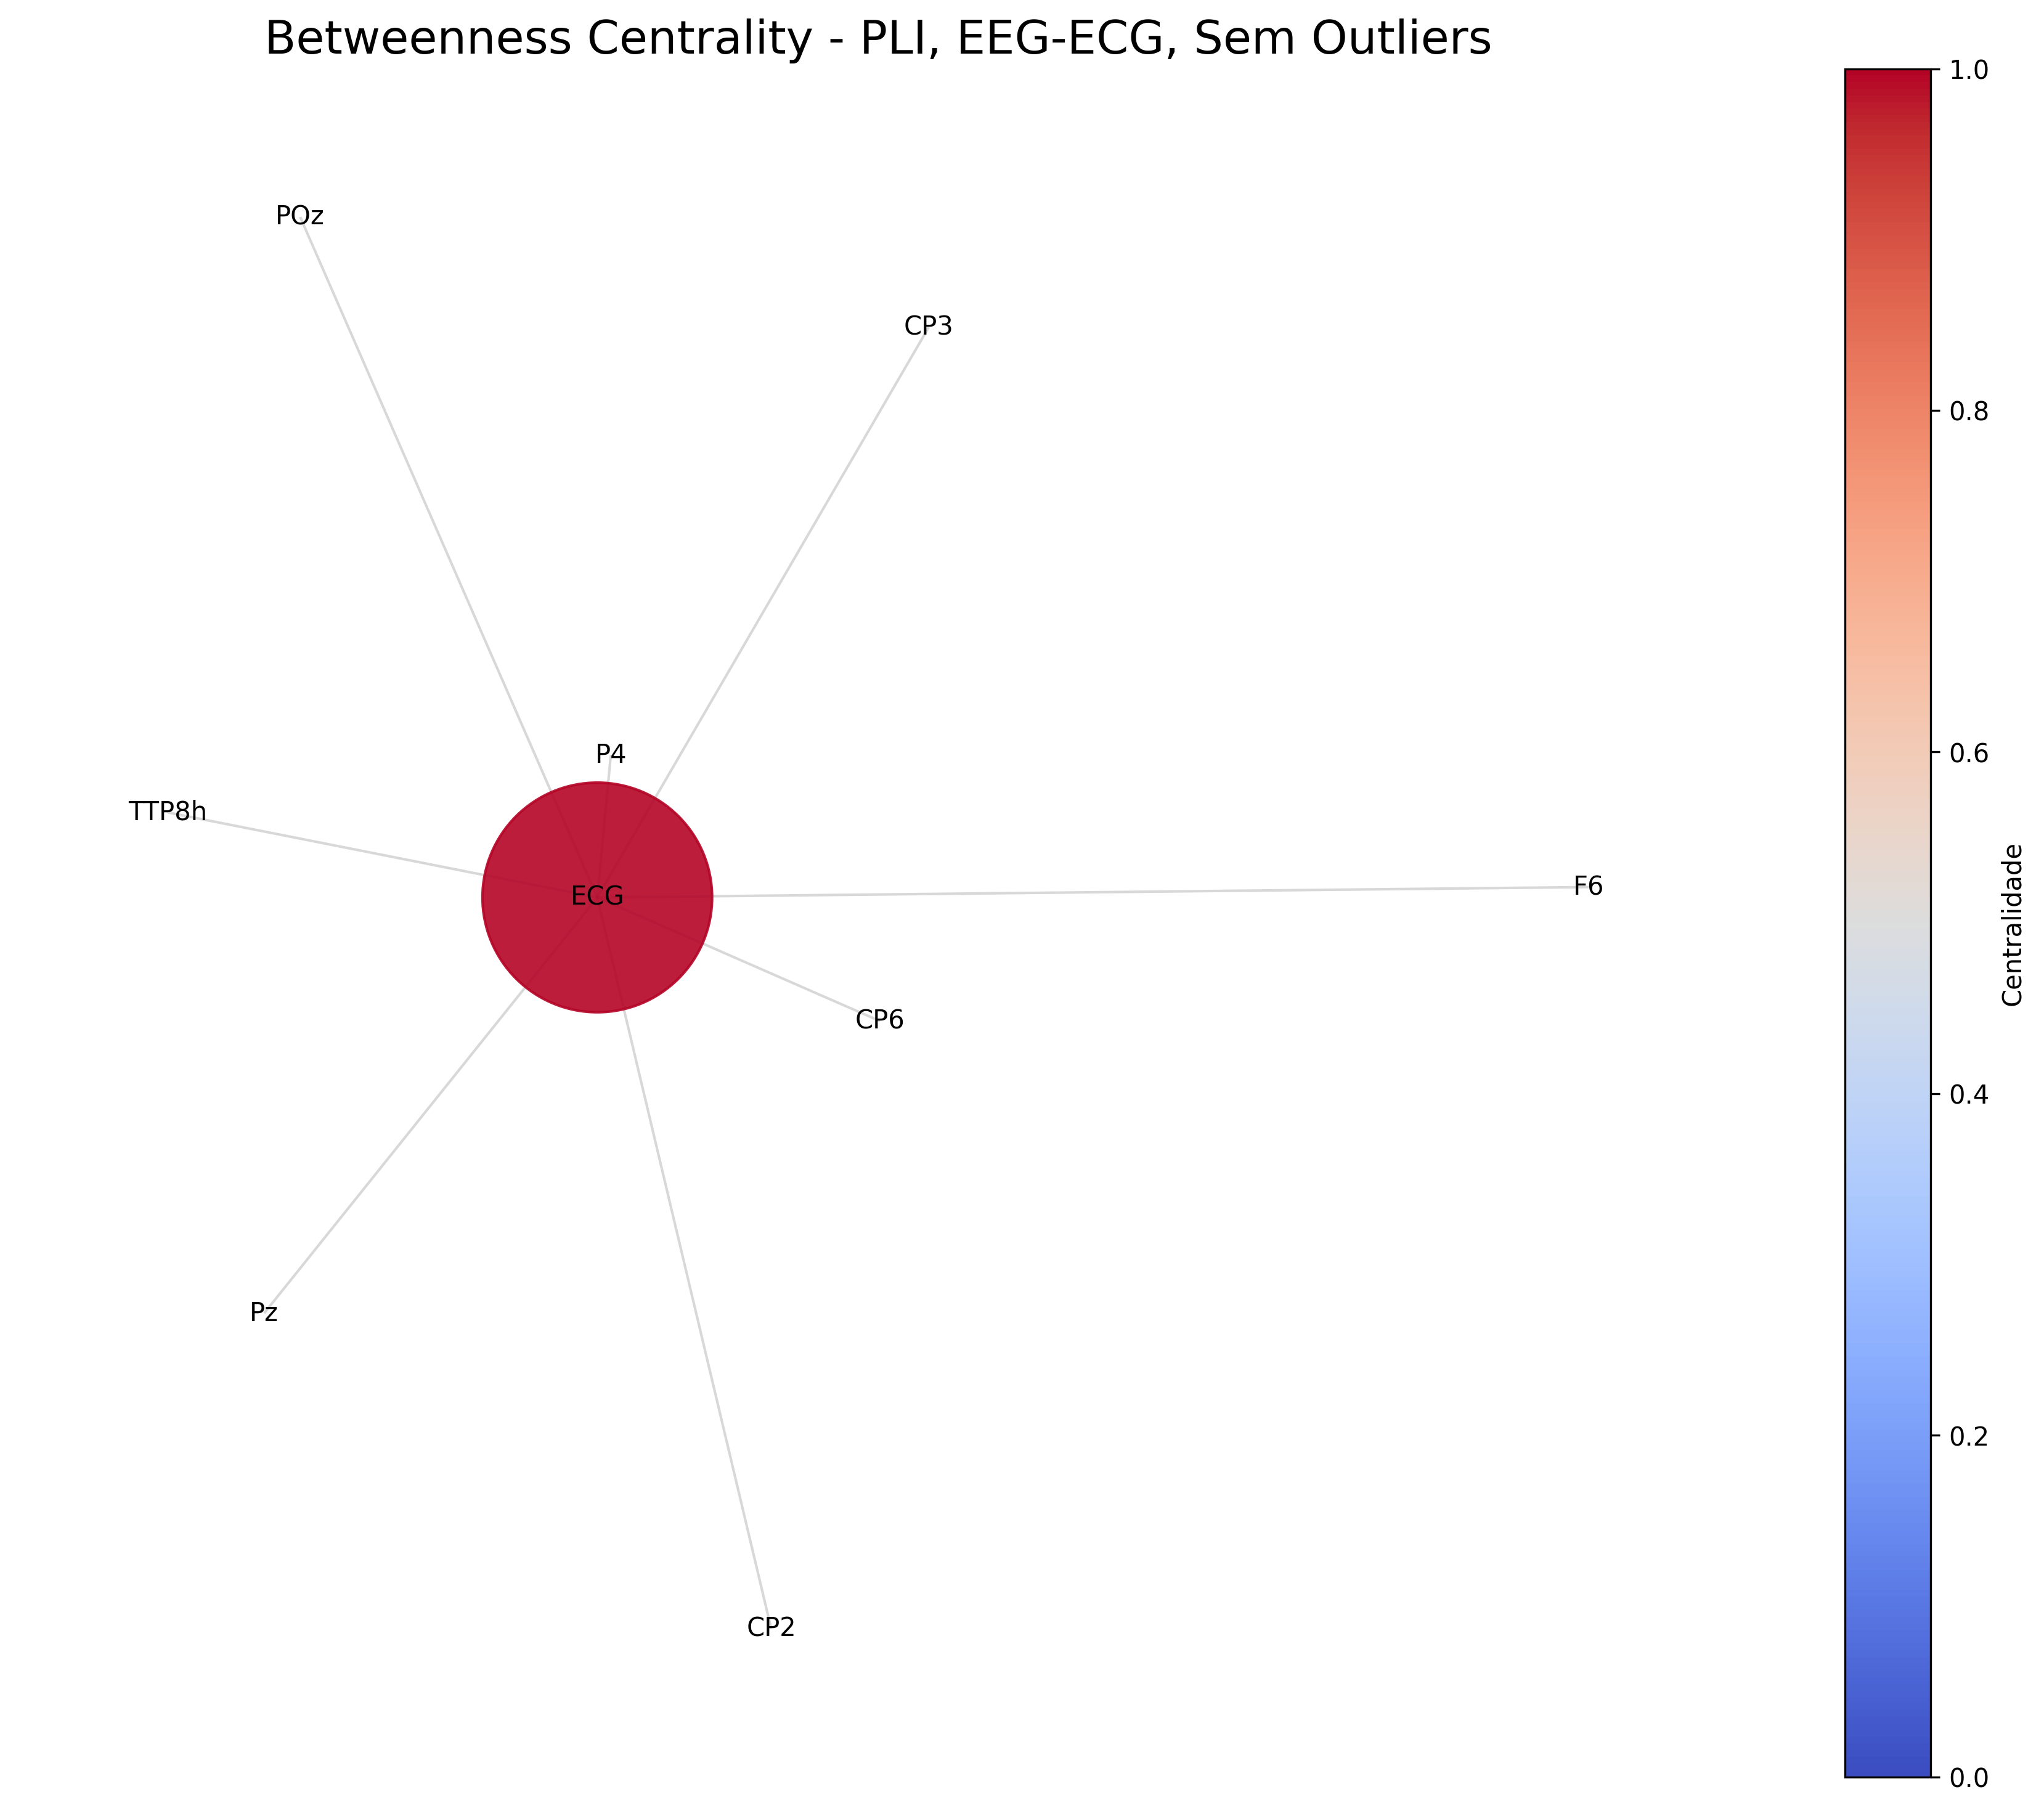 Betweenness Centrality - PLI, EEG-ECG, Sem Outliers
POz
CP3
P4
TTP8h
ECG
F6
CP6
Pz
CP2
1.0
0.8
0.6
0.4
0.2
0.0
Centralidade